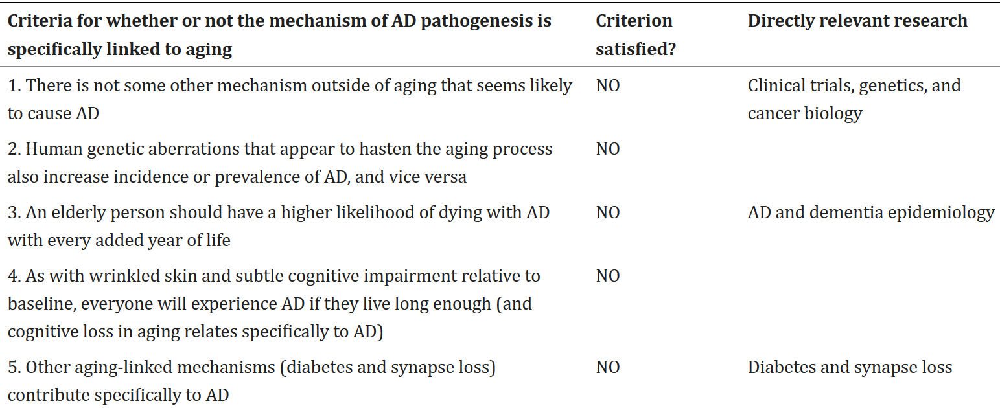 Criteria for whether or not the mechanism of AD pathogenesis is specifically linked to aging
Criterion satisfied?
Directly relevant research
1. There is not some other mechanism outside of aging that seems likely to cause AD
NO
Clinical trials, genetics, and cancer biology
2. Human genetic aberrations that appear to hasten the aging process also increase incidence or prevalence of AD, and vice versa
NO
3. An elderly person should have a higher likelihood of dying with AD with every added year of life
NO
AD and dementia epidemiology
4. As with wrinkled skin and subtle cognitive impairment relative to baseline, everyone will experience AD if they live long enough (and cognitive loss in aging relates specifically to AD)
NO
5. Other aging-linked mechanisms (diabetes and synapse loss) contribute specifically to AD
NO
Diabetes and synapse loss